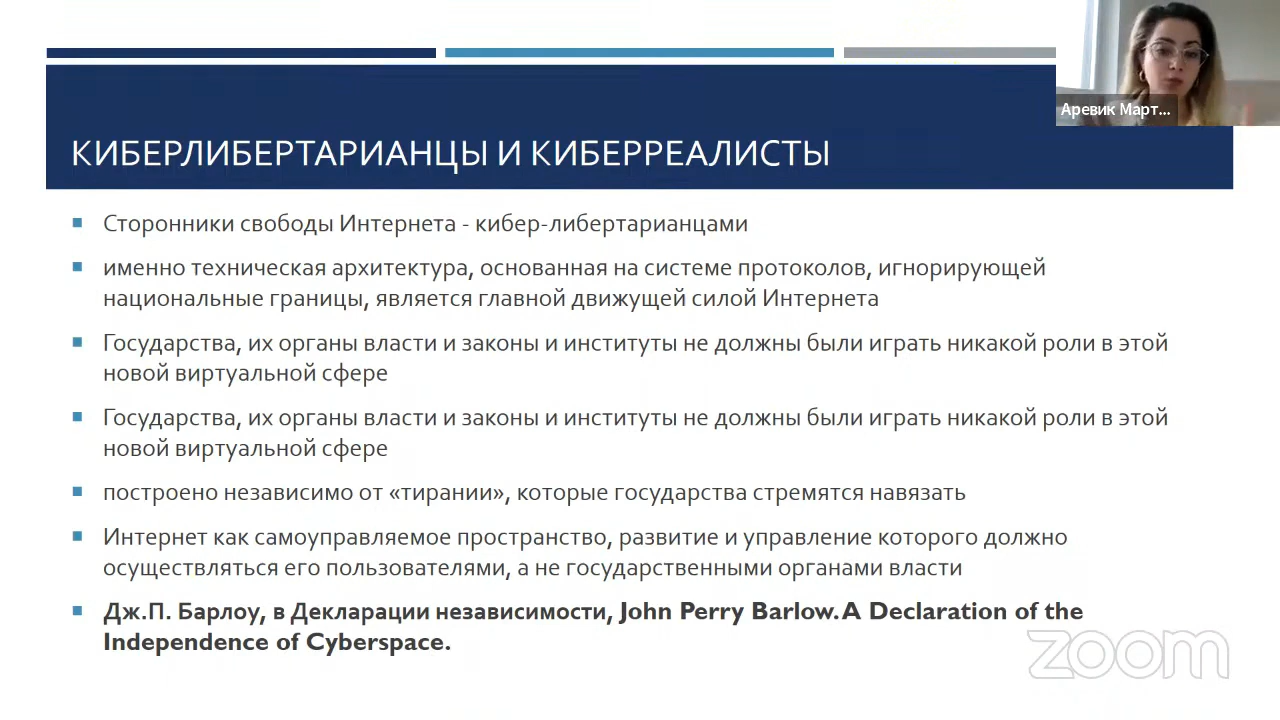 Аревик Март...
КИБЕРЛИБЕРТАРИАНЦЫ И КИБЕРРЕАЛИСТЫ
Сторонники свободы Интернета - кибер-либертарианцами
именно техническая архитектура, основанная на системе протоколов, игнорирующей
национальные границы, является главной движущей силой Интернета
Государства, их органы власти и законы и институты не должны были играть никакой роли в этой
новой виртуальной сфере
Государства, их органы власти и законы и институты не должны были играть никакой роли в этой
новой виртуальной сфере
построено независимо от «тирании», которые государства стремятся навязать
Интернет как самоуправляемое пространство, развитие и управление которого должно
осуществляться его пользователями, а не государственными органами власти
Дж.П. Барлоу, в Декларации независимости, John Perry Barlow. A Declaration of the
Independence of Cyberspace.
zoom